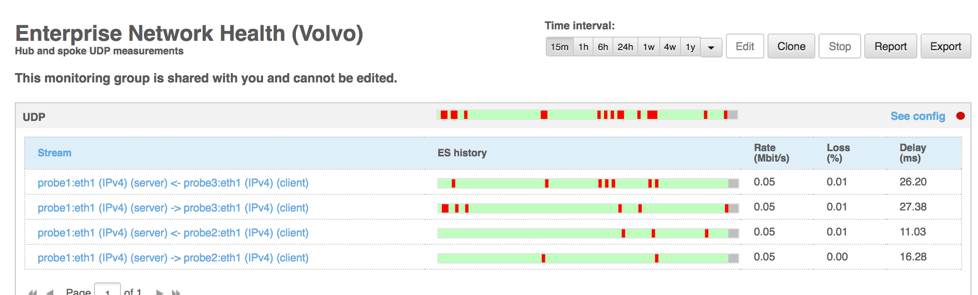 Enterprise Network Health (Volvo)
Hub and spoke UDP measurements
Time interval:
15m 1h 6h 24h 1w 4w 1y Edit Clone Stop Report Export
This monitoring group is shared with you and cannot be edited.
UDP See config
Stream ES history Rate (Mbit/s) Loss (%) Delay (ms)
probe1:eth1 (IPv4) (server) <- probe3:eth1 (IPv4) (client) 0.05 0.01 26.20
probe1:eth1 (IPv4) (server) -> probe3:eth1 (IPv4) (client) 0.05 0.01 27.38
probe1:eth1 (IPv4) (server) <- probe2:eth1 (IPv4) (client) 0.05 0.01 11.03
probe1:eth1 (IPv4) (server) -> probe2:eth1 (IPv4) (client) 0.05 0.00 16.28
Page 1 of 1